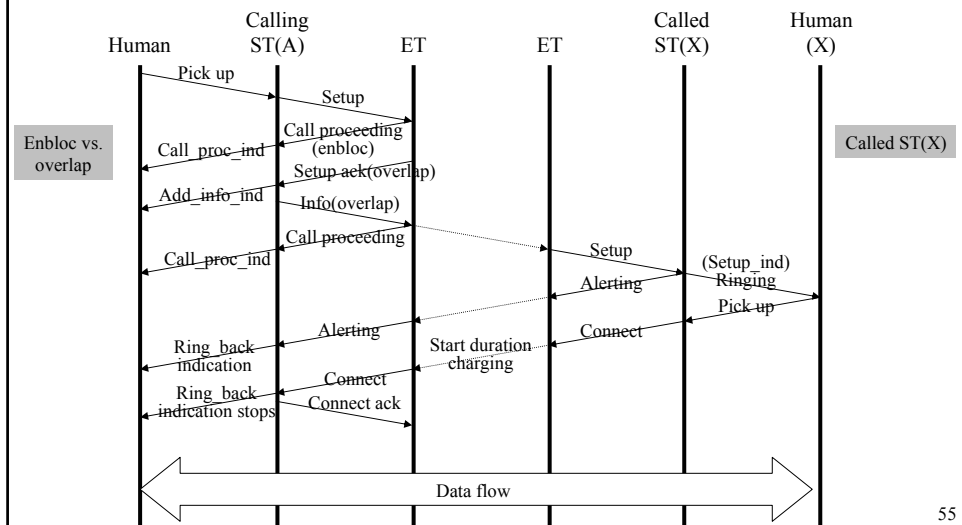 Calling
Called
Human
Human
ST(A)
ET
ET
ST(X)
(X)
Pick up
Setup
Enbloc vs.
overlap
Called ST(X)
Call proceeding
(enbloc)
Call_proc_ind
Setup ack(overlap)
Add_info_ind
Info(overlap)
Call proceeding
Call_proc_ind
Setup
(Setup_ind)
Ringing
Alerting
Pick up
Alerting
Connect
Ring_back
indication
Start duration
charging
Connect
Ring_back
indication stops
Connect ack
Data flow
55